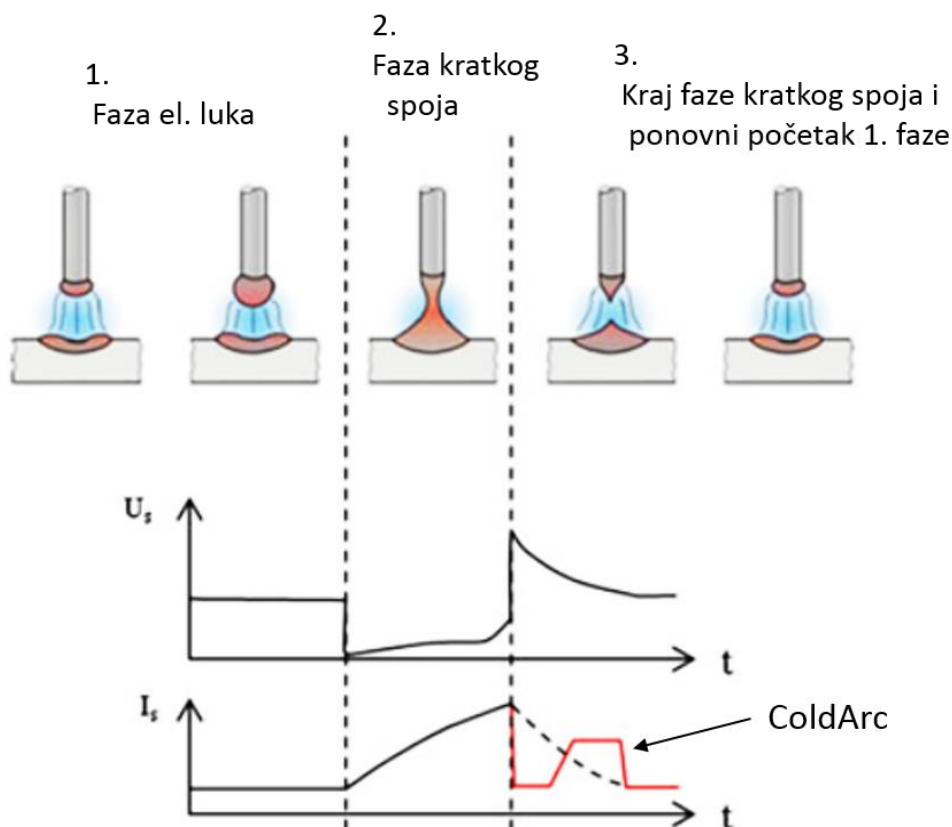 1.
Faza el. luka
2.
Faza kratkog
spoja
3.
Kraj faze kratkog spoja i
ponovni početak 1. faze
Us
t
Is
ColdArc
t